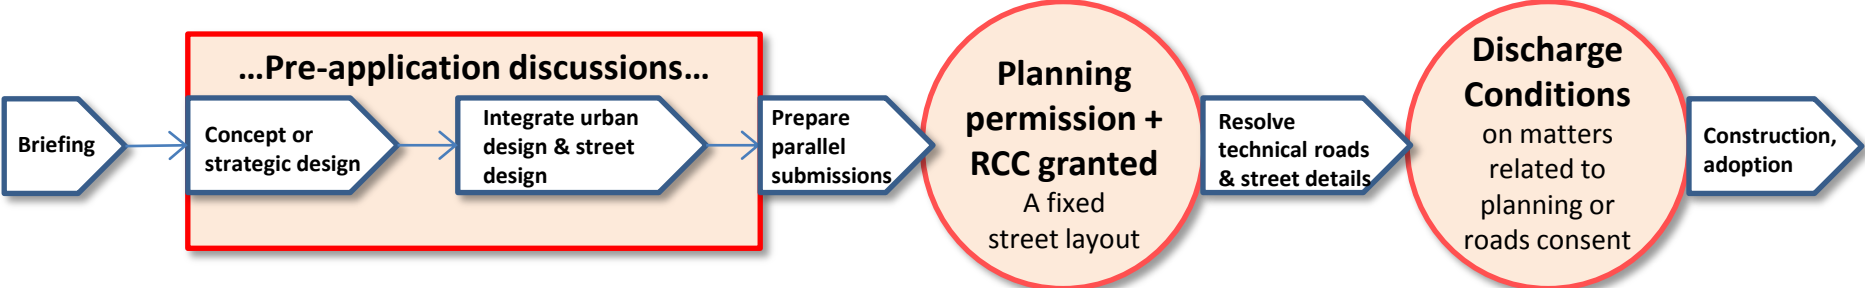 Briefing
...Pre-application discussions...
Concept or
strategic design
Integrate urban
design & street
design
Prepare
parallel
submissions
Planning
permission +
RCC granted
A fixed
street layout
Resolve
technical roads
& street details
Discharge
Conditions
on matters
related to
planning or
roads consent
Construction,
adoption